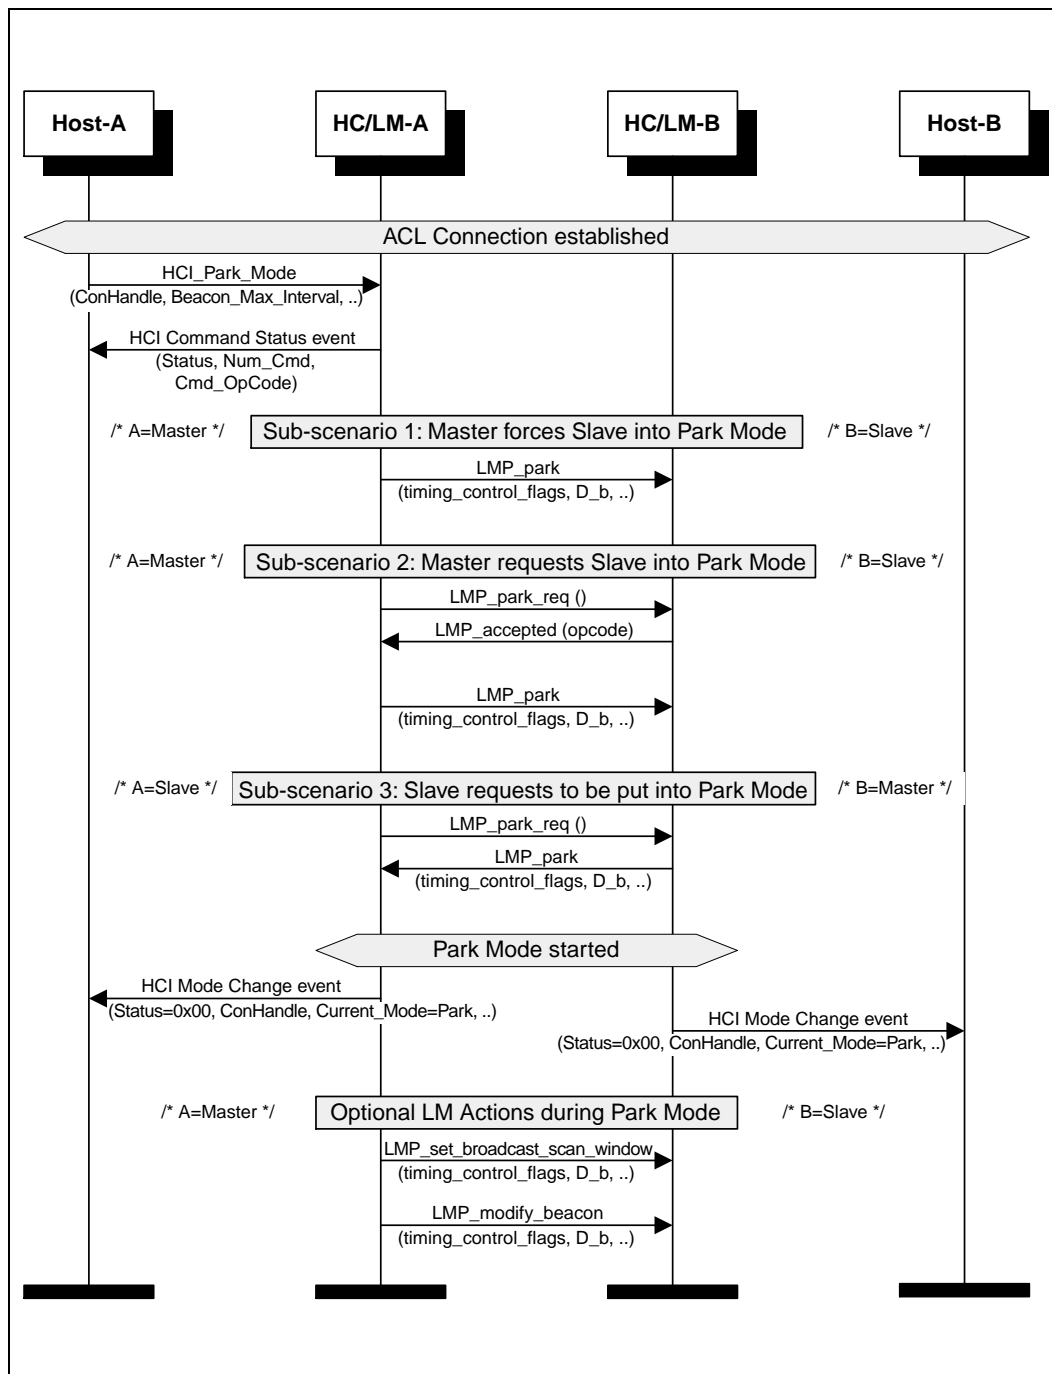 Host-A
HC/LM-A
HC/LM-B
Host-B
ACL Connection established
HCI_Park_Mode
(ConHandle, Beacon_Max_Interval, ..)
HCI Command Status event
(Status, Num_Cmd,
Cmd_OpCode)
/* A=Master */
Sub-scenario 1: Master forces Slave into Park Mode
/* B=Slave */
LMP_park
(timing_control_flags, D_b, ..)
/* A=Master */
Sub-scenario 2: Master requests Slave into Park Mode
/* B=Slave */
LMP_park_req ()
LMP_accepted (opcode)
LMP_park
(timing_control_flags, D_b, ..)
/* A=Slave */
Sub-scenario 3: Slave requests to be put into Park Mode
/* B=Master */
LMP_park_req ()
LMP_park
(timing_control_flags, D_b, ..)
Park Mode started
HCI Mode Change event
(Status=0x00, ConHandle, Current_Mode=Park, ..)
HCI Mode Change event
(Status=0x00, ConHandle, Current_Mode=Park, ..)
/* A=Master */
Optional LM Actions during Park Mode
/* B=Slave */
LMP_set_broadcast_scan_window
(timing_control_flags, D_b, ..)
LMP_modify_beacon
(timing_control_flags, D_b, ..)